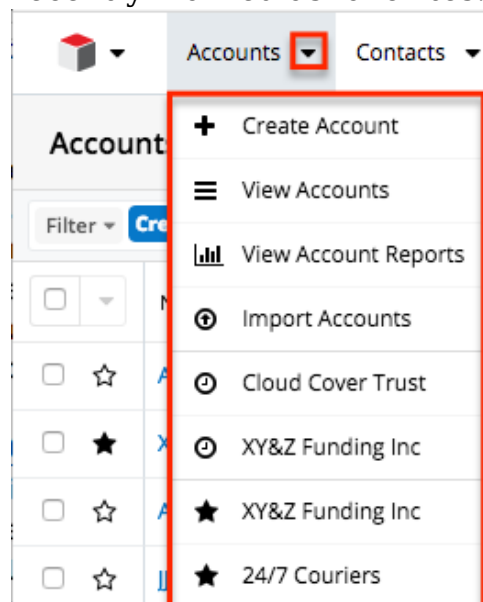 Accounts Contacts
Accoun
Create Account
View Accounts
Filter Cre
View Account Reports
Import Accounts
Cloud Cover Trust
XY&Z Funding Inc
XY&Z Funding Inc
24/7 Couriers